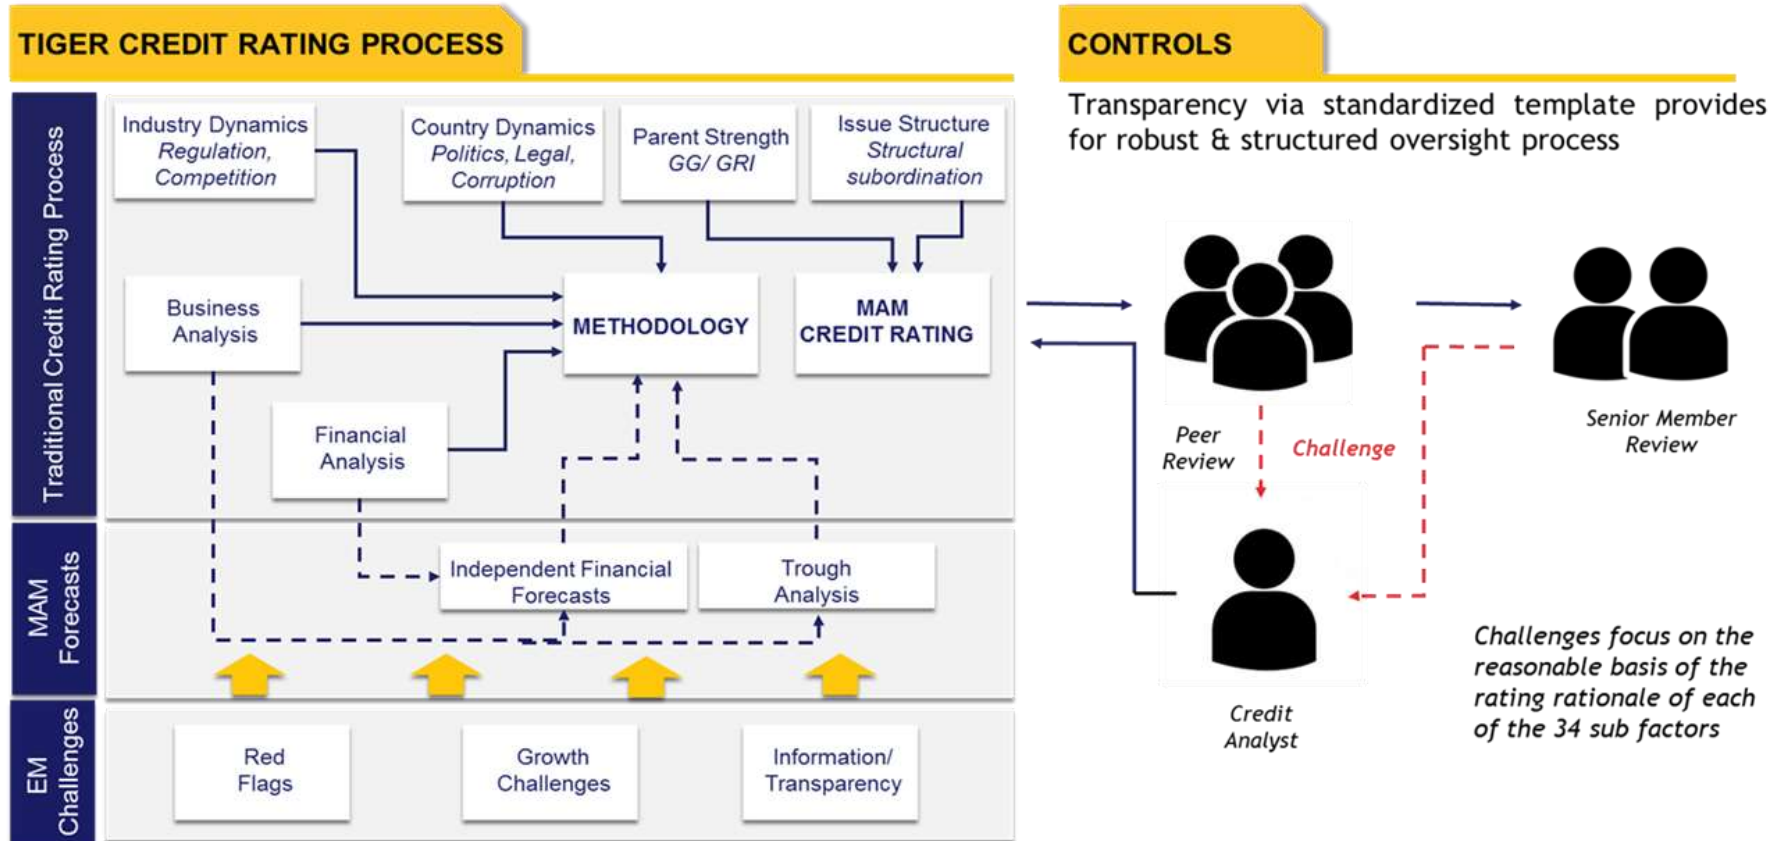 TIGER CREDIT RATING PROCESS
Traditional Credit Rating Process
Industry Dynamics
Regulation,
Competition
Country Dynamics
Politics, Legal,
Corruption
Parent Strength
GG/ GRI
Issue Structure
Structural
subordination
Business
Analysis
METHODOLOGY
MAM
CREDIT RATING
Financial
Analysis
MAM
Forecasts
Independent Financial
Forecasts
Trough
Analysis
EM
Challenges
Red
Flags
Growth
Challenges
Information/
Transparency
CONTROLS
Transparency via standardized template provides
for robust & structured oversight process
Peer
Review
Challenge
Senior Member
Review
Credit
Analyst
Challenges focus on the
reasonable basis of the
rating rationale of each
of the 34 sub factors